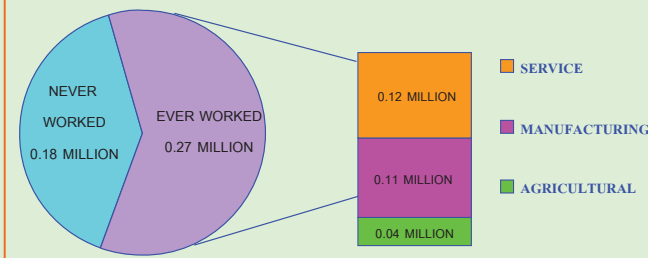 NEVER
WORKED
0.18 MILLION
EVER WORKED
0.27 MILLION
0.12 MILLION
0.11 MILLION
0.04 MILLION
SERVICE
MANUFACTURING
AGRICULTURAL